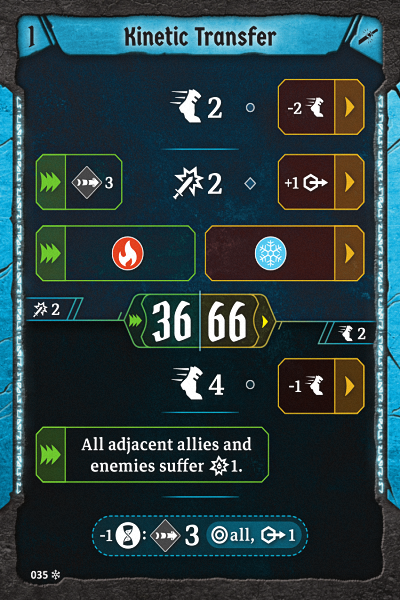 1 Kinetic Transfer
2 -2
3 2 +1
2 36 66 2
4 -1
All adjacent allies and
enemies suffer 1.
-1 : 3 all, 1
035